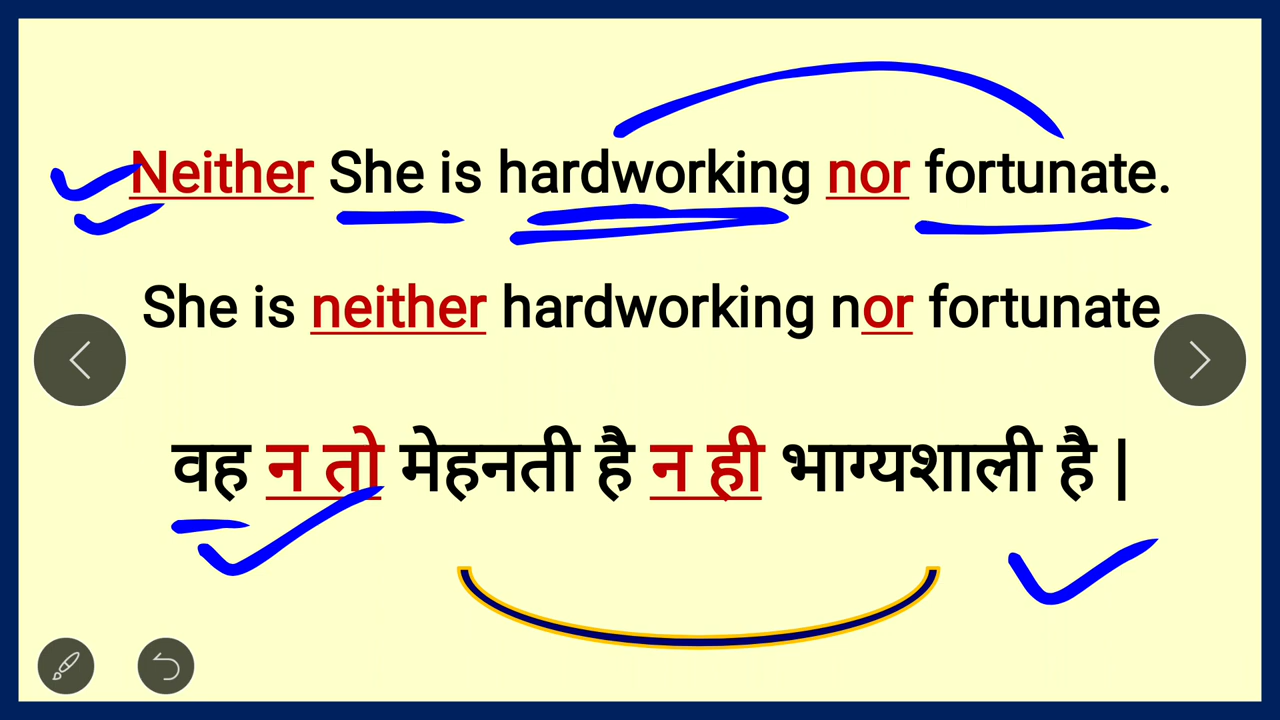 Neither She is hardworking nor fortunate.
She is neither hardworking nor fortunate
वह न तो मेहनती है न ही भाग्यशाली है |